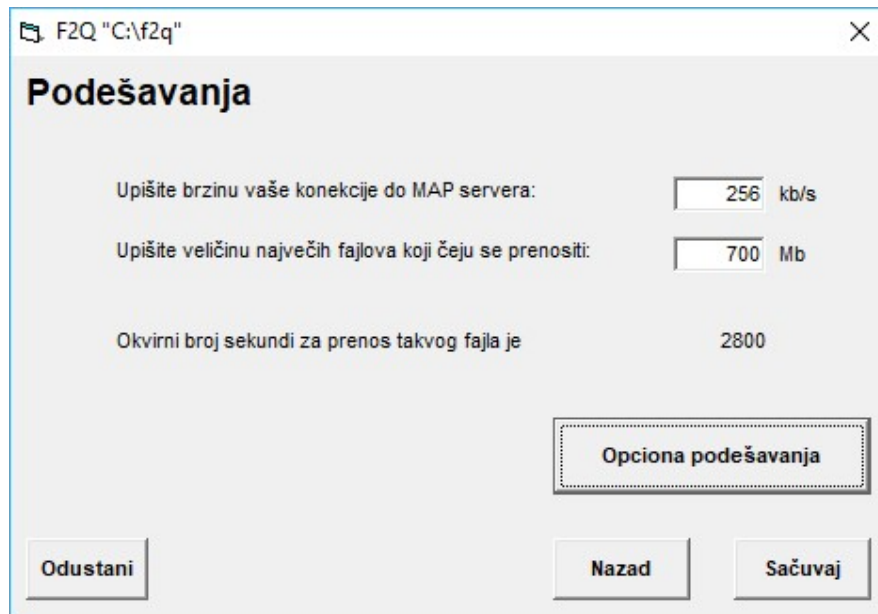 F2Q "C:\f2q"
Podešavanja
Upišite brzinu vaše konekcije do MAP servera: 256 kb/s
Upišite veličinu največih fajlova koji čeju se prenositi: 700 Mb
Okvirni broj sekundi za prenos takvog fajla je 2800
Opciona podešavanja
Odustani Nazad Sačuvaj